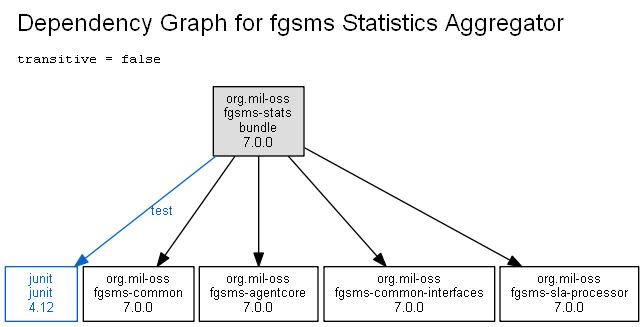 Dependency Graph for fgsms Statistics Aggregator
transitive = false
org.mil-oss
fgsms-stats
bundle
7.0.0
test
junit
junit
4.12
org.mil-oss
fgsms-common
7.0.0
org.mil-oss
fgsms-agentcore
7.0.0
org.mil-oss
fgsms-common-interfaces
7.0.0
org.mil-oss
fgsms-sla-processor
7.0.0